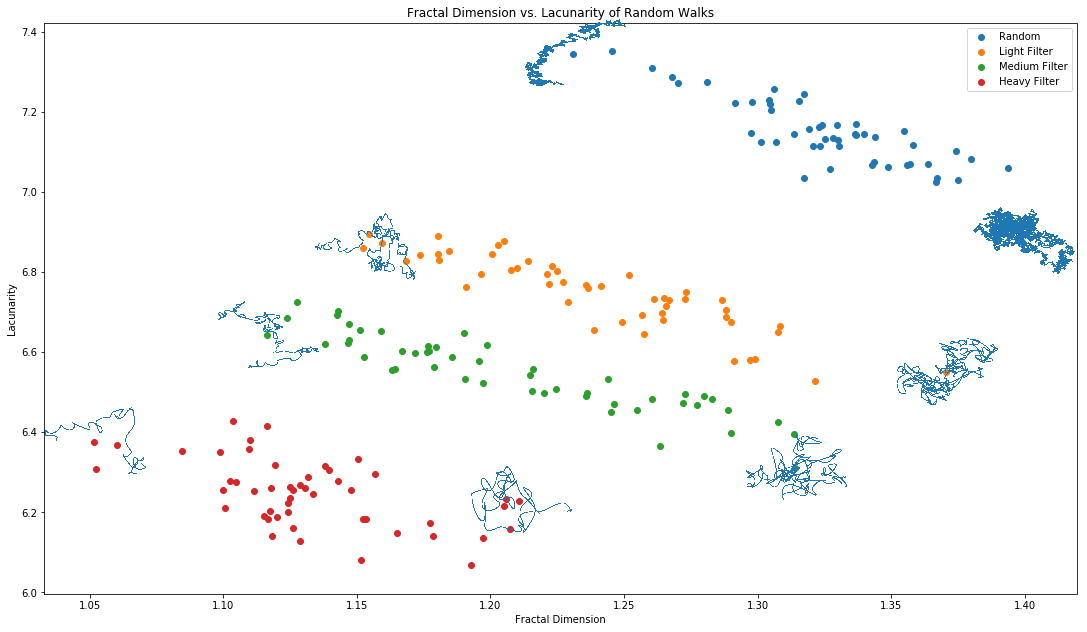 Fractal Dimension vs. Lacunarity of Random Walks
Random
Light Filter
Medium Filter
Heavy Filter
Lacunarity
7.4
7.2
7.0
6.8
6.6
6.4
6.2
6.0
1.05 1.10 1.15 1.20 1.25 1.30 1.35 1.40
Fractal Dimension